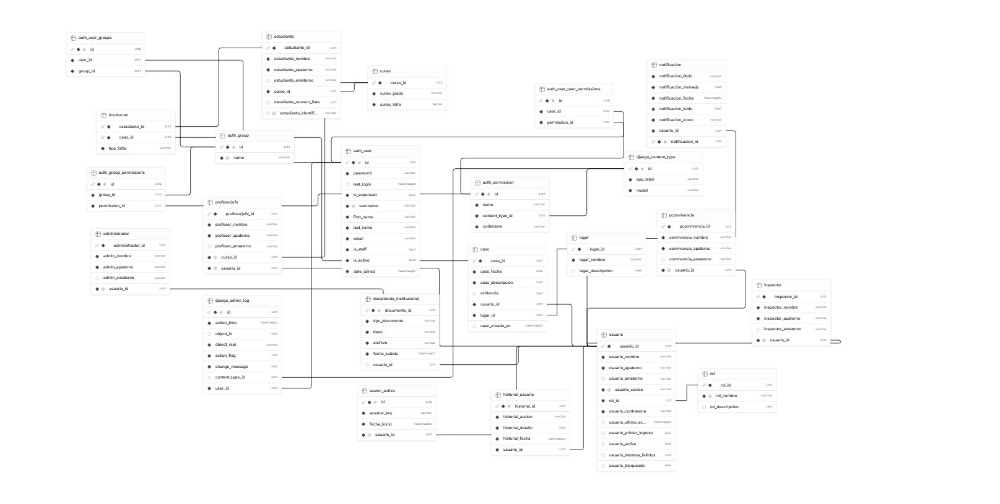 auth_user_groups
id int8
user_id int4
group_id int4
estudiante
estudiante_id int4
estudiante_nombre varchar
estudiante_apaterno varchar
estudiante_amaterno varchar
curso_id int4
estudiante_numero_lista int4
estudiante_identifi... varchar
curso
curso_id int4
curso_grado varchar
curso_letra bpchar
notificacion
notificacion_titulo varchar
notificacion_mensaje text
notificacion_fecha timestamptz
notificacion_leido bool
notificacion_icono varchar
usuario_id int4
notificacion_id int4
auth_user_user_permissions
id int8
user_id int4
permission_id int4
involucran
estudiante_id int4
caso_id int4
tipo_falta varchar
auth_group
id int4
name varchar
auth_user
id int4
password varchar
last_login timestamptz
is_superuser bool
username varchar
first_name varchar
last_name varchar
email varchar
is_staff bool
is_active bool
date_joined timestamptz
django_content_type
id int4
app_label varchar
model varchar
auth_group_permissions
id int8
group_id int4
permission_id int4
auth_permission
id int4
name varchar
content_type_id int4
codename varchar
profesorjefe
profesorjefe_id int4
profesor_nombre varchar
profesor_apaterno varchar
profesor_amaterno varchar
curso_id int4
usuario_id int4
pconvivencia
pconvivencia_id int4
convivencia_nombre varchar
convivencia_apaterno varchar
convivencia_amaterno varchar
usuario_id int4
administrador
administrador_id int4
admin_nombre varchar
admin_apaterno varchar
admin_amaterno varchar
usuario_id int4
lugar
lugar_id int4
lugar_nombre varchar
lugar_descripcion text
caso
caso_id int4
caso_fecha date
caso_descripcion text
evidencia text
usuario_id int4
lugar_id int4
caso_creado_en timestamptz
inspector
inspector_id int4
inspector_nombre varchar
inspector_apaterno varchar
inspector_amaterno varchar
usuario_id int4
django_admin_log
id int4
action_time timestamptz
object_id text
object_repr varchar
action_flag int2
change_message text
content_type_id int4
user_id int4
documento_institucional
documento_id int4
tipo_documento varchar
titulo varchar
archivo varchar
fecha_subida timestamptz
usuario_id int4
usuario
usuario_id int4
usuario_nombre varchar
usuario_apaterno varchar
usuario_amaterno varchar
usuario_correo varchar
rol_id int4
usuario_contrasena varchar
usuario_ultimo_ac... timestamptz
usuario_primer_ingreso bool
usuario_activo bool
usuario_intentos_fallidos int4
usuario_bloqueado bool
rol
rol_id int4
rol_nombre varchar
rol_descripcion text
sesion_activa
id int8
session_key varchar
fecha_inicio timestamptz
usuario_id int4
historial_usuario
historial_id int4
historial_accion varchar
historial_detalle text
historial_fecha timestamptz
usuario_id int4